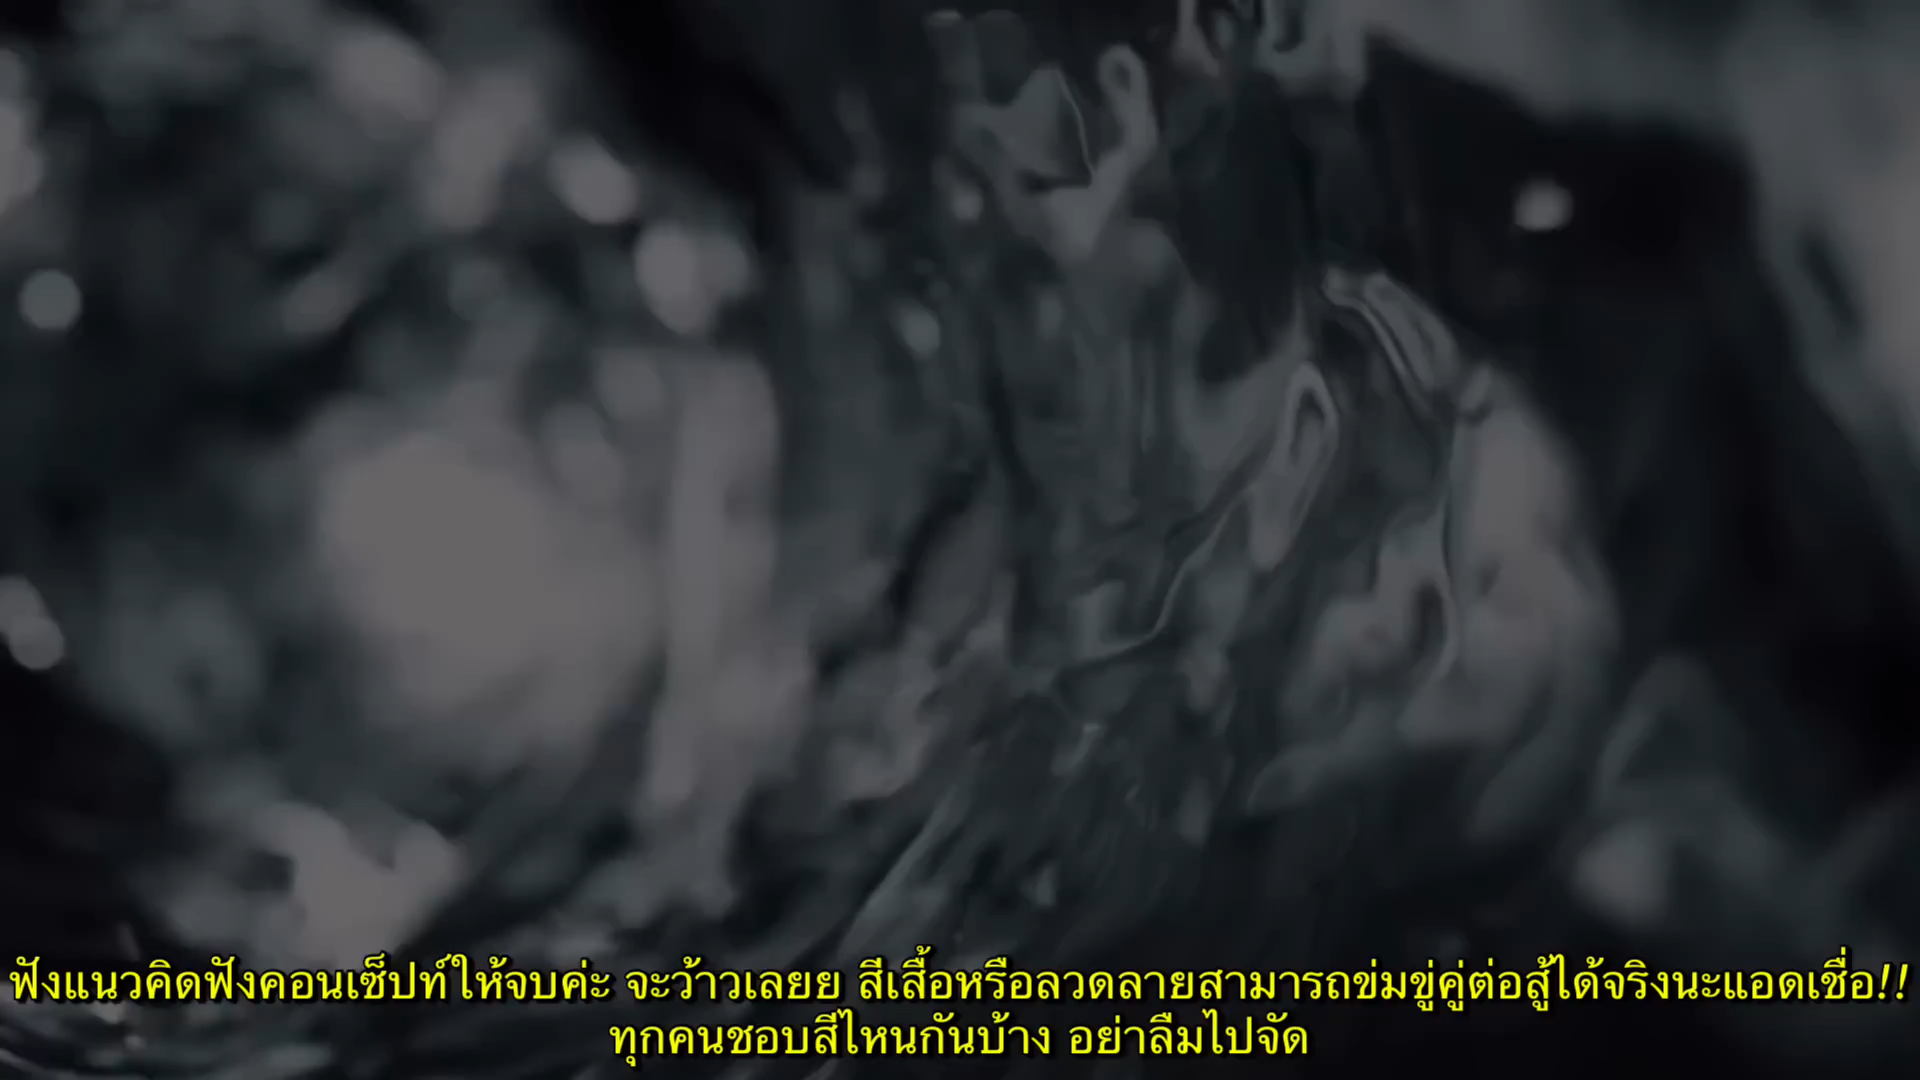 ฟังแนวคิดฟังคอนเซ็ปท์ให้จบค่ะ จะว้าวเลยย สีเสื้อหรือลวดลายสามารถข่มขู่คู่ต่อสู้ได้จริงนะแอดเชื่อ!!
ทุกคนชอบสีไหนกันบ้าง อย่าลืมไปจัด